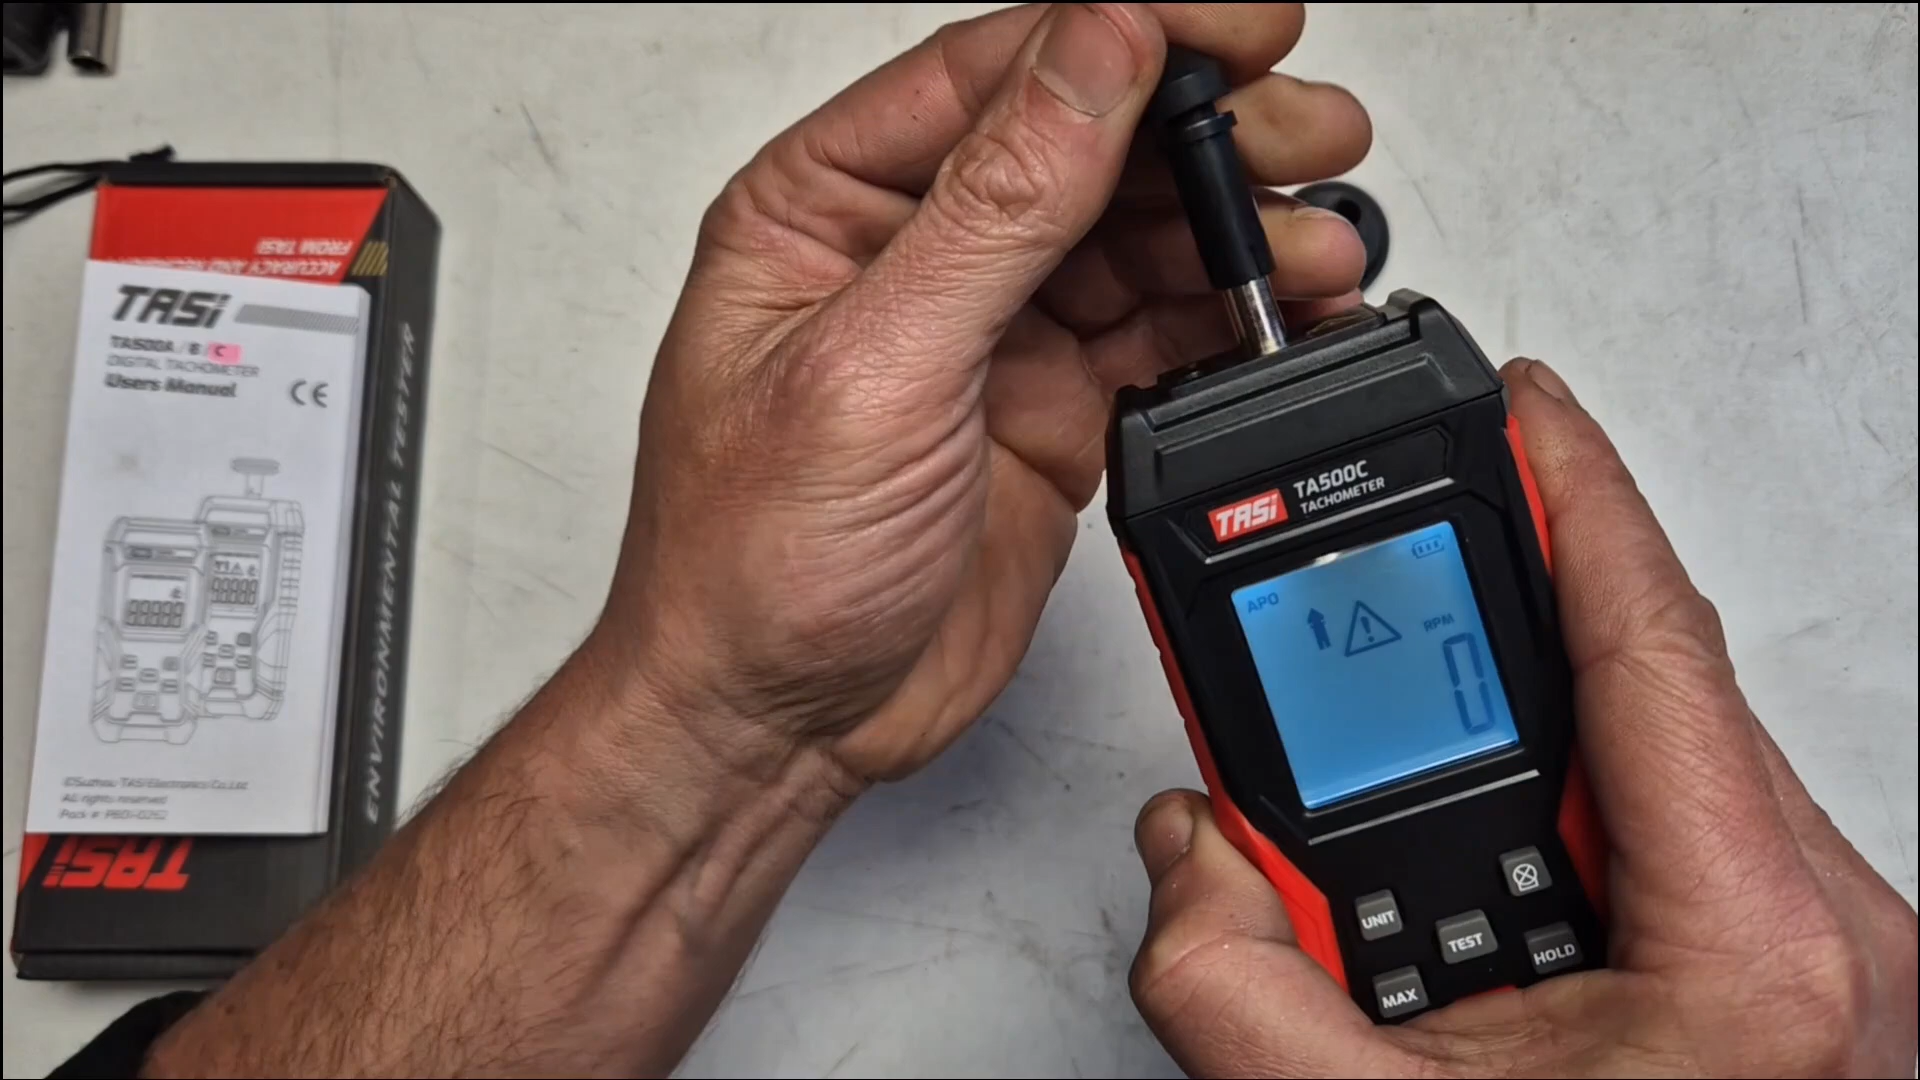 ACCURACY AND
FROM TASI
TASI
TA500A / B / C
DIGITAL TACHOMETER
Users Manual
CE
©Suzhou TASI Electronics Co.,Ltd.
All rights reserved
TASI
ENVIRONMENTAL TESTER
TASI
TA500C
TACHOMETER
APO
RPM
0
UNIT
TEST
HOLD
MAX